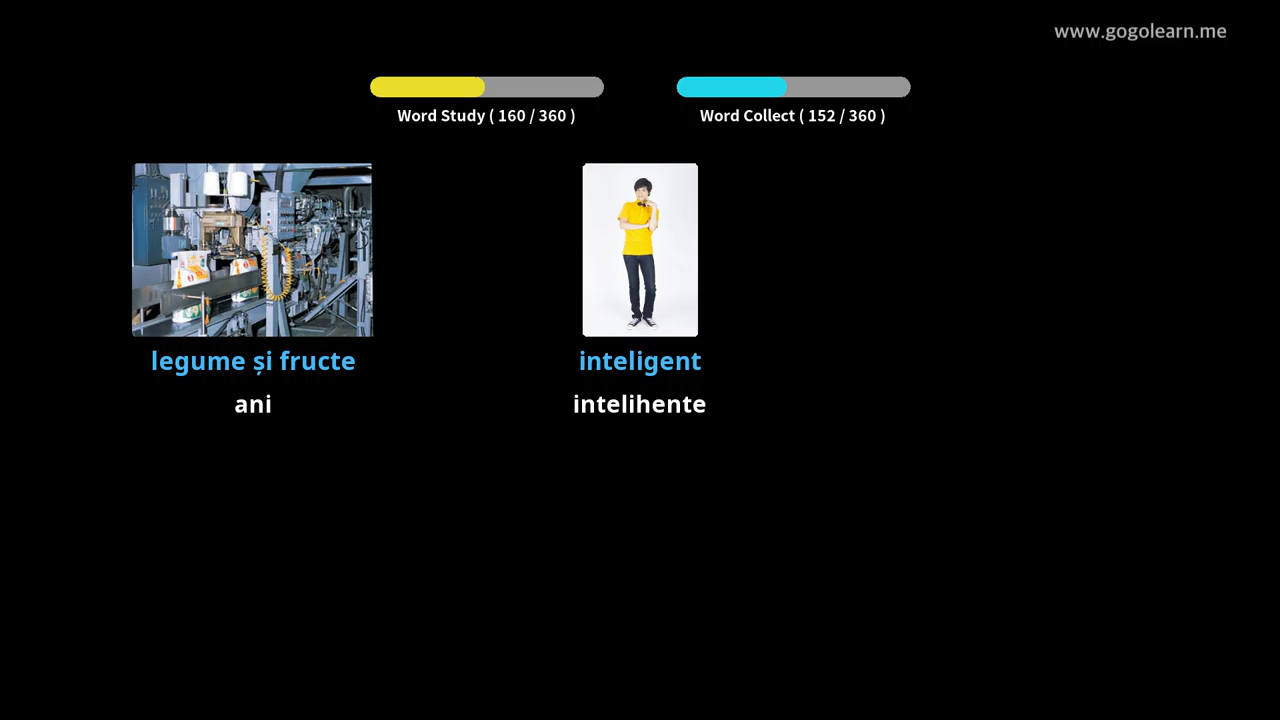 www.gogolearn.me
Word Study ( 160 / 360 )
Word Collect ( 152 / 360 )
legume și fructe
ani
inteligent
intelihente